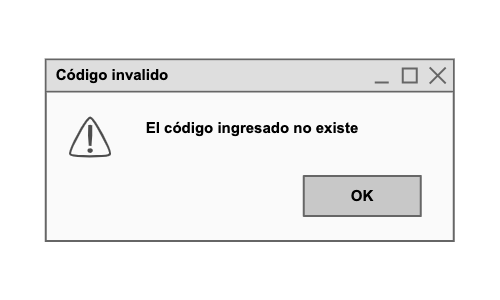 Código invalido
El código ingresado no existe
OK